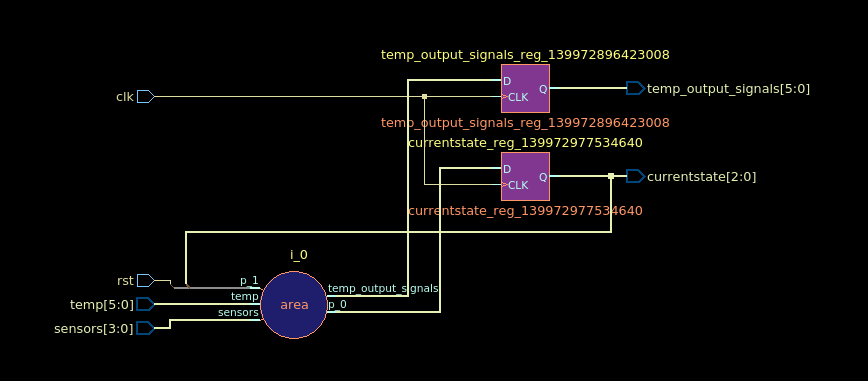 temp_output_signals_reg_139972896423008
D
Q
CLK
clk
temp_output_signals[5:0]
temp_output_signals_reg_139972896423008
currentstate_reg_139972977534640
D
Q
CLK
currentstate[2:0]
currentstate_reg_139972977534640
i_0
rst
p_1
temp_output_signals
temp
temp[5:0]
area
p_0
sensors
sensors[3:0]